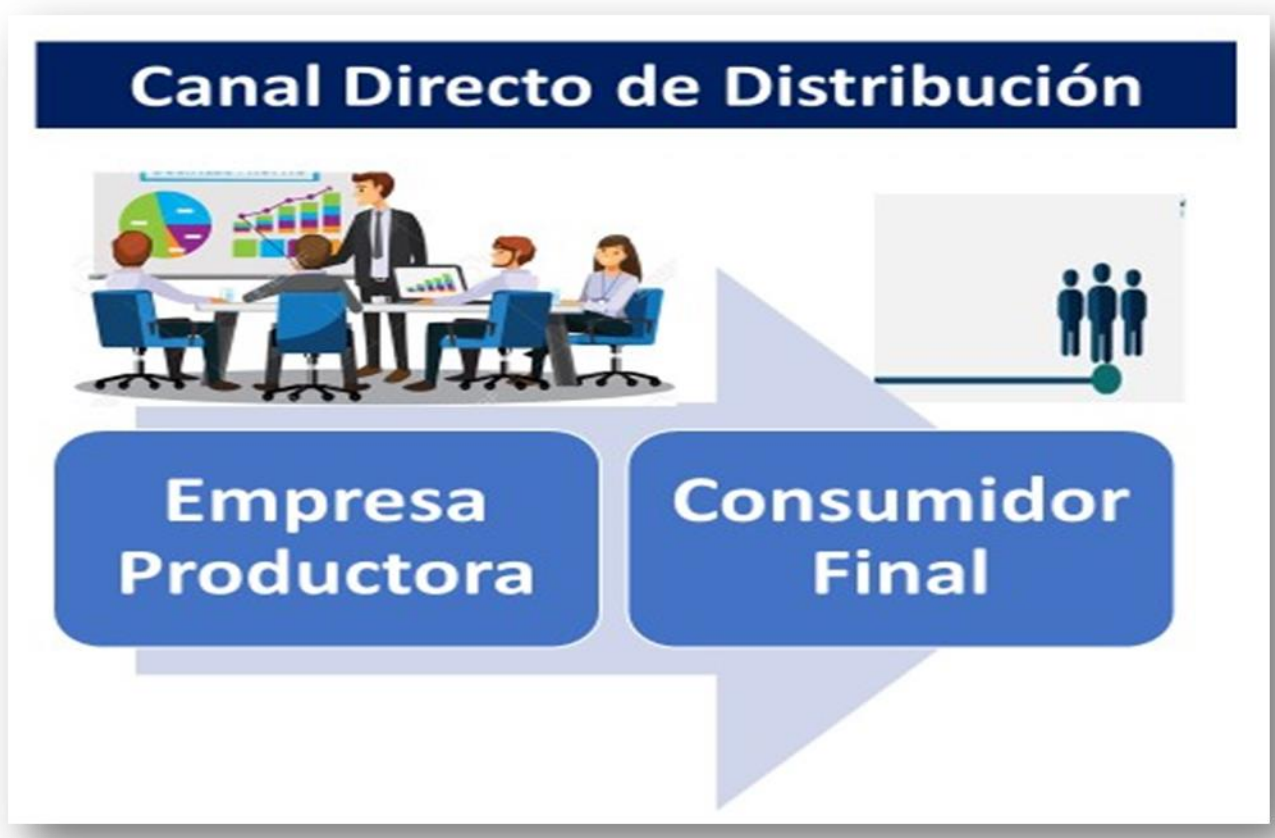 Canal Directo de Distribución
Empresa
Productora
Consumidor
Final